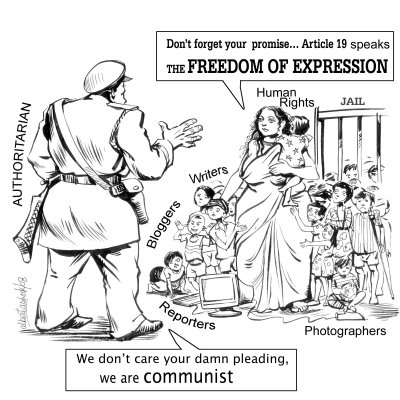 Don't forget your promise... Article 19 speaks
THE FREEDOM OF EXPRESSION
Human
Rights
JAIL
AUTHORITARIAN
Writers
Bloggers
Reporters
Photographers
We don't care your damn pleading,
we are communist